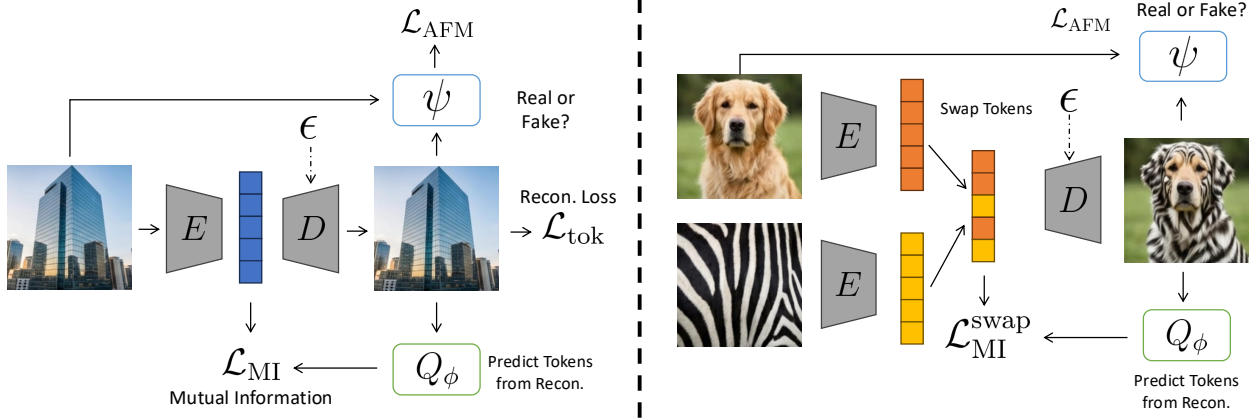 ℒ_AFM
ψ
Real or
Fake?
ϵ
E
D
Recon. Loss
ℒ_tok
ℒ_MI
Mutual Information
Q_ϕ
Predict Tokens
from Recon.
Real or Fake?
ℒ_AFM
ψ
E
Swap Tokens
ϵ
D
E
ℒ_MI^swap
Q_ϕ
Predict Tokens
from Recon.